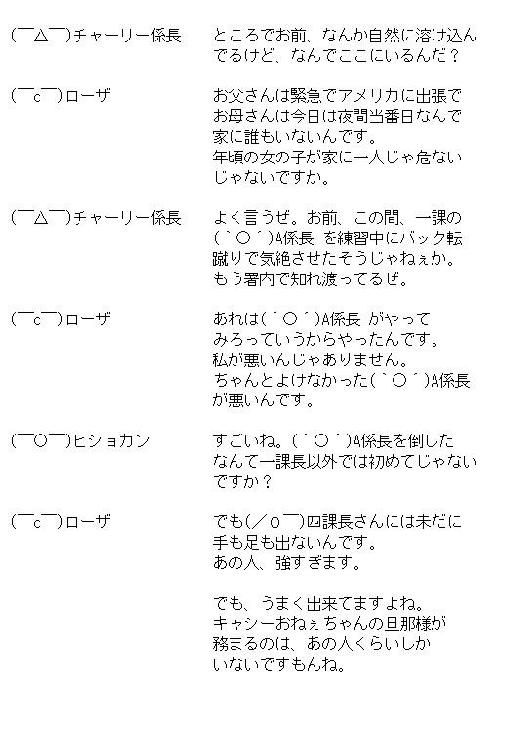 (￣△￣)チャーリー係長　　ところでお前、なんか自然に溶け込ん
でるけど、なんでここにいるんだ？
(￣c￣)ローザ　　お父さんは緊急でアメリカに出張で
お母さんは今日は夜間当番日なんで
家に誰もいないんです。
年頃の女の子が家に一人じゃ危ない
じゃないですか。
(￣△￣)チャーリー係長　　よく言うぜ。お前、この間、一課の
(｀○´)A係長 を練習中にバック転
蹴りで気絶させたそうじゃねぇか。
もう署内で知れ渡ってるぜ。
(￣c￣)ローザ　　あれは(｀○´)A係長 がやって
みろっていうからやったんです。
私が悪いんじゃありません。
ちゃんとよけなかった(｀○´)A係長
が悪いんです。
(￣○￣)ヒショカン　　すごいね。(｀○´)A係長を倒した
なんて一課長以外では初めてじゃない
ですか？
(￣c￣)ローザ　　でも(／o￣)四課長さんには未だに
手も足も出ないんです。
あの人、強すぎます。
でも、うまく出来てますよね。
キャシーおねぇちゃんの旦那様が
務まるのは、あの人くらいしか
いないですもんね。